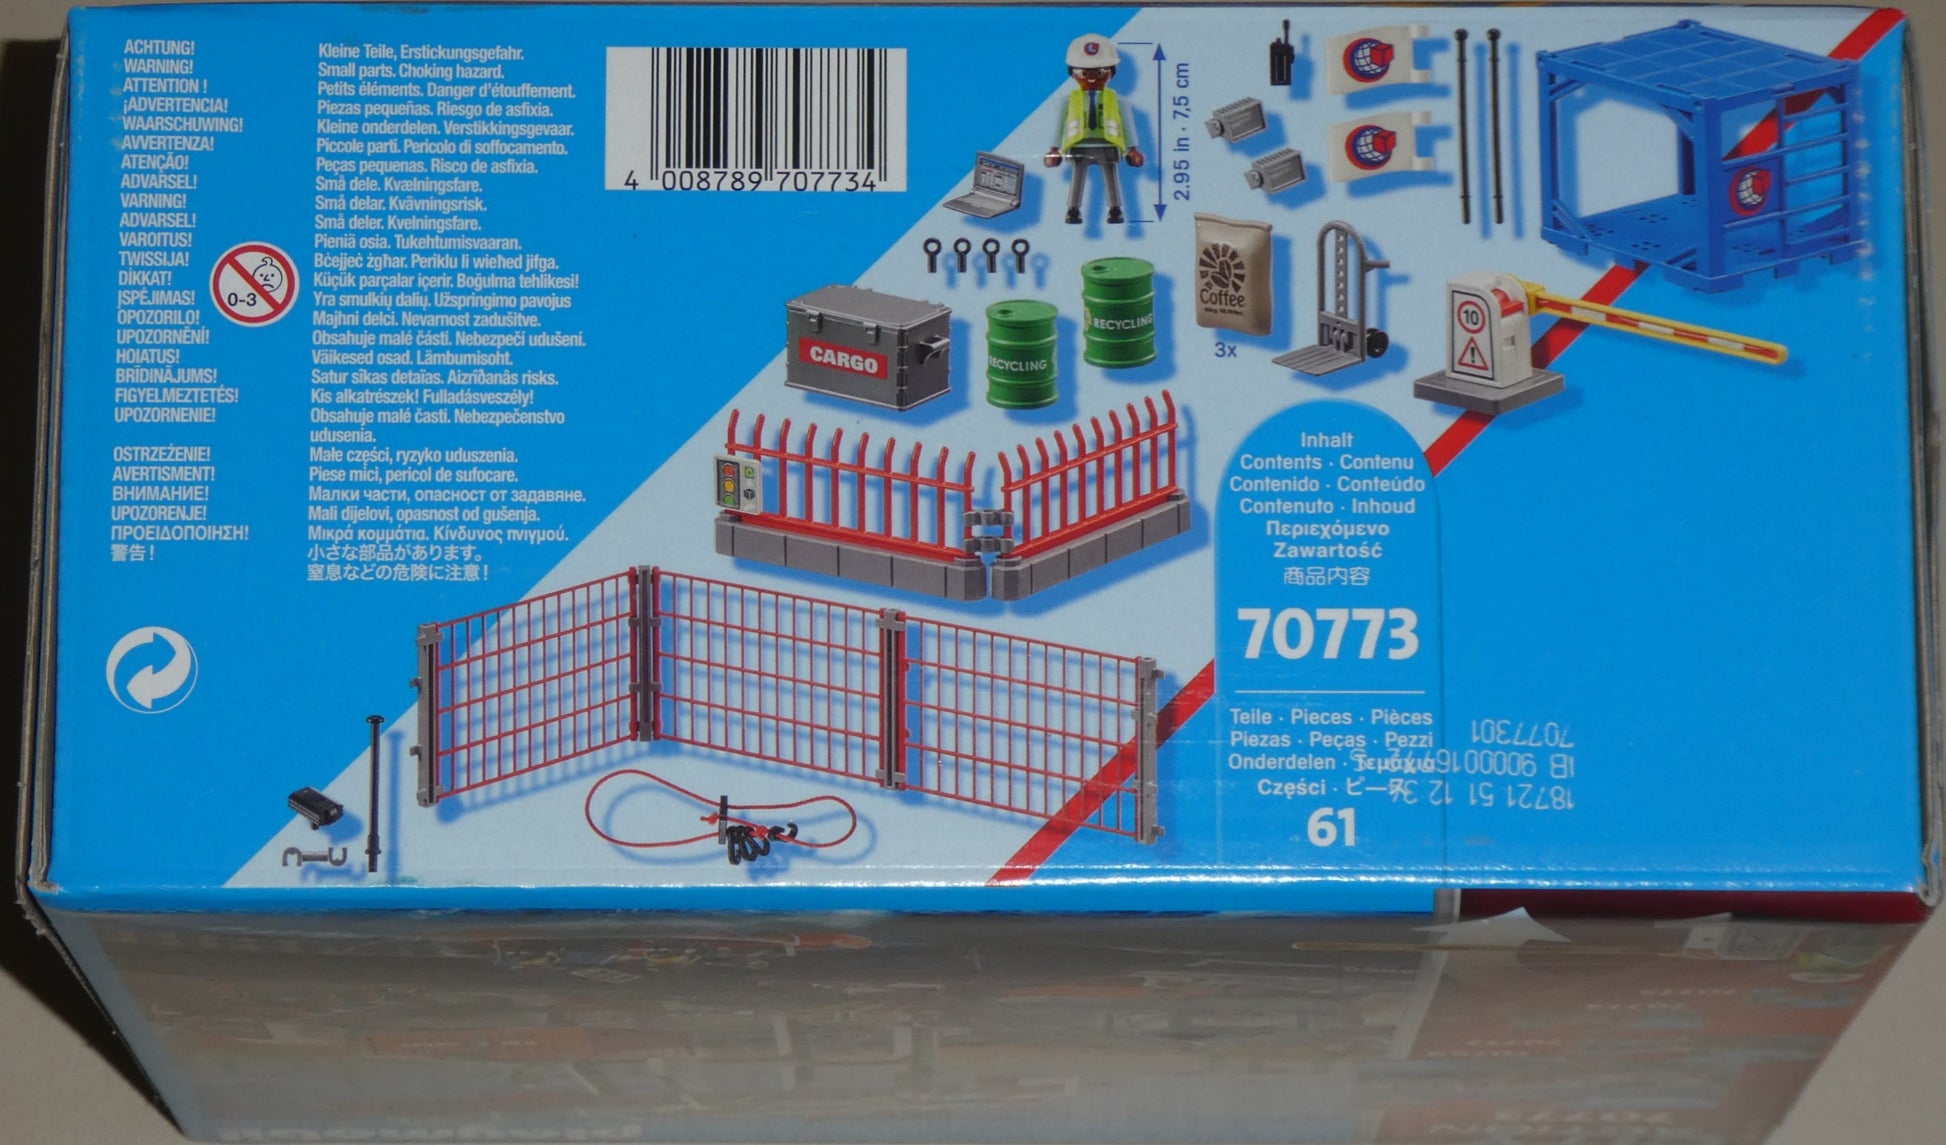 ACHTUNG! Kleine Teile, Erstickungsgefahr.
WARNING! Small parts. Choking hazard.
ATTENTION ! Petits éléments. Danger d'étouffement.
¡ADVERTENCIA! Piezas pequeñas. Riesgo de asfixia.
WAARSCHUWING! Kleine onderdelen. Verstikkingsgevaar.
AVVERTENZA! Piccole parti. Pericolo di soffocamento.
ATENÇÃO! Peças pequenas. Risco de asfixia.
ADVARSEL! Små dele. Kvælningsfare.
VARNING! Små delar. Kvävningsrisk.
ADVARSEL! Små deler. Kvelningsfare.
VAROITUS! Pieniä osia. Tukehtumisvaaran.
TWISSIJA! Bċejjeċ żgħar. Periklu li wieħed jifga.
DİKKAT! Küçük parçalar içerir. Boğulma tehlikesi!
ĮSPĖJIMAS! Yra smulkių dalių. Užspringimo pavojus
OPOZORILO! Majhni delci. Nevarnost zadušitve.
UPOZORNĚNÍ! Obsahuje malé části. Nebezpečí udušení.
HOIATUS! Väikesed osad. Lämbumisoht.
BRĪDINĀJUMS! Satur sīkas detaïas. Aizrîðanâs risks.
FIGYELMEZTETÉS! Kis alkatrészek! Fulladásveszély!
UPOZORNENIE! Obsahuje malé časti. Nebezpečenstvo
udusenia.
OSTRZEŻENIE! Małe części, ryzyko uduszenia.
AVERTISMENT! Piese mici, pericol de sufocare.
ВНИМАНИЕ! Малки части, опасност от задавяне.
UPOZORENJE! Mali dijelovi, opasnost od gušenja.
ΠΡΟΕΙΔΟΠΟΙΗΣΗ! Μικρά κομμάτια. Κίνδυνος πνιγμού.
警告! 小さな部品があります。
窒息などの危険に注意!
0-3
4 008789 707734
2.95 in · 7,5 cm
Coffee
3x
RECYCLING
RECYCLING
CARGO
10
Inhalt
Contents · Contenu
Contenido · Conteúdo
Contenuto · Inhoud
Περιεχόμενο
Zawartość
商品内容
70773
Teile · Pieces · Pièces
Piezas · Peças · Pezzi
Onderdelen · Τεμάχια
Części · ピース
61
7077301
18721 51 12
70773